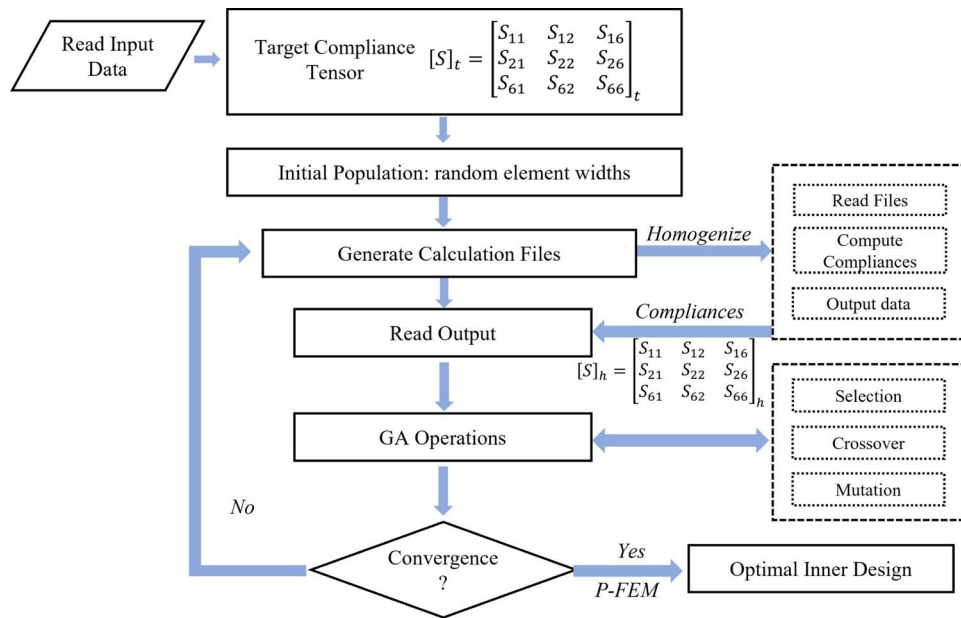 Read Input
Data
Target Compliance
Tensor
[S]t = [S11 S12 S16
S21 S22 S26
S61 S62 S66]t
Initial Population: random element widths
Generate Calculation Files
Homogenize
Read Files
Compute
Compliances
Output data
Read Output
Compliances
[S]h = [S11 S12 S16
S21 S22 S26
S61 S62 S66]h
GA Operations
Selection
Crossover
Mutation
No
Convergence
?
Yes
P-FEM
Optimal Inner Design